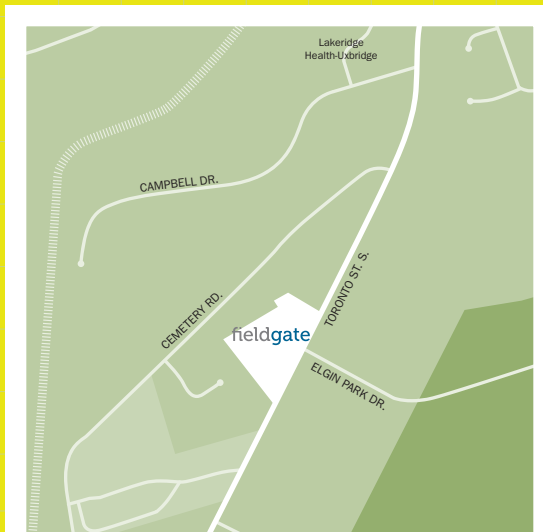 Lakeridge
Health-Uxbridge
CAMPBELL DR.
TORONTO ST. S.
CEMETERY RD.
fieldgate
ELGIN PARK DR.